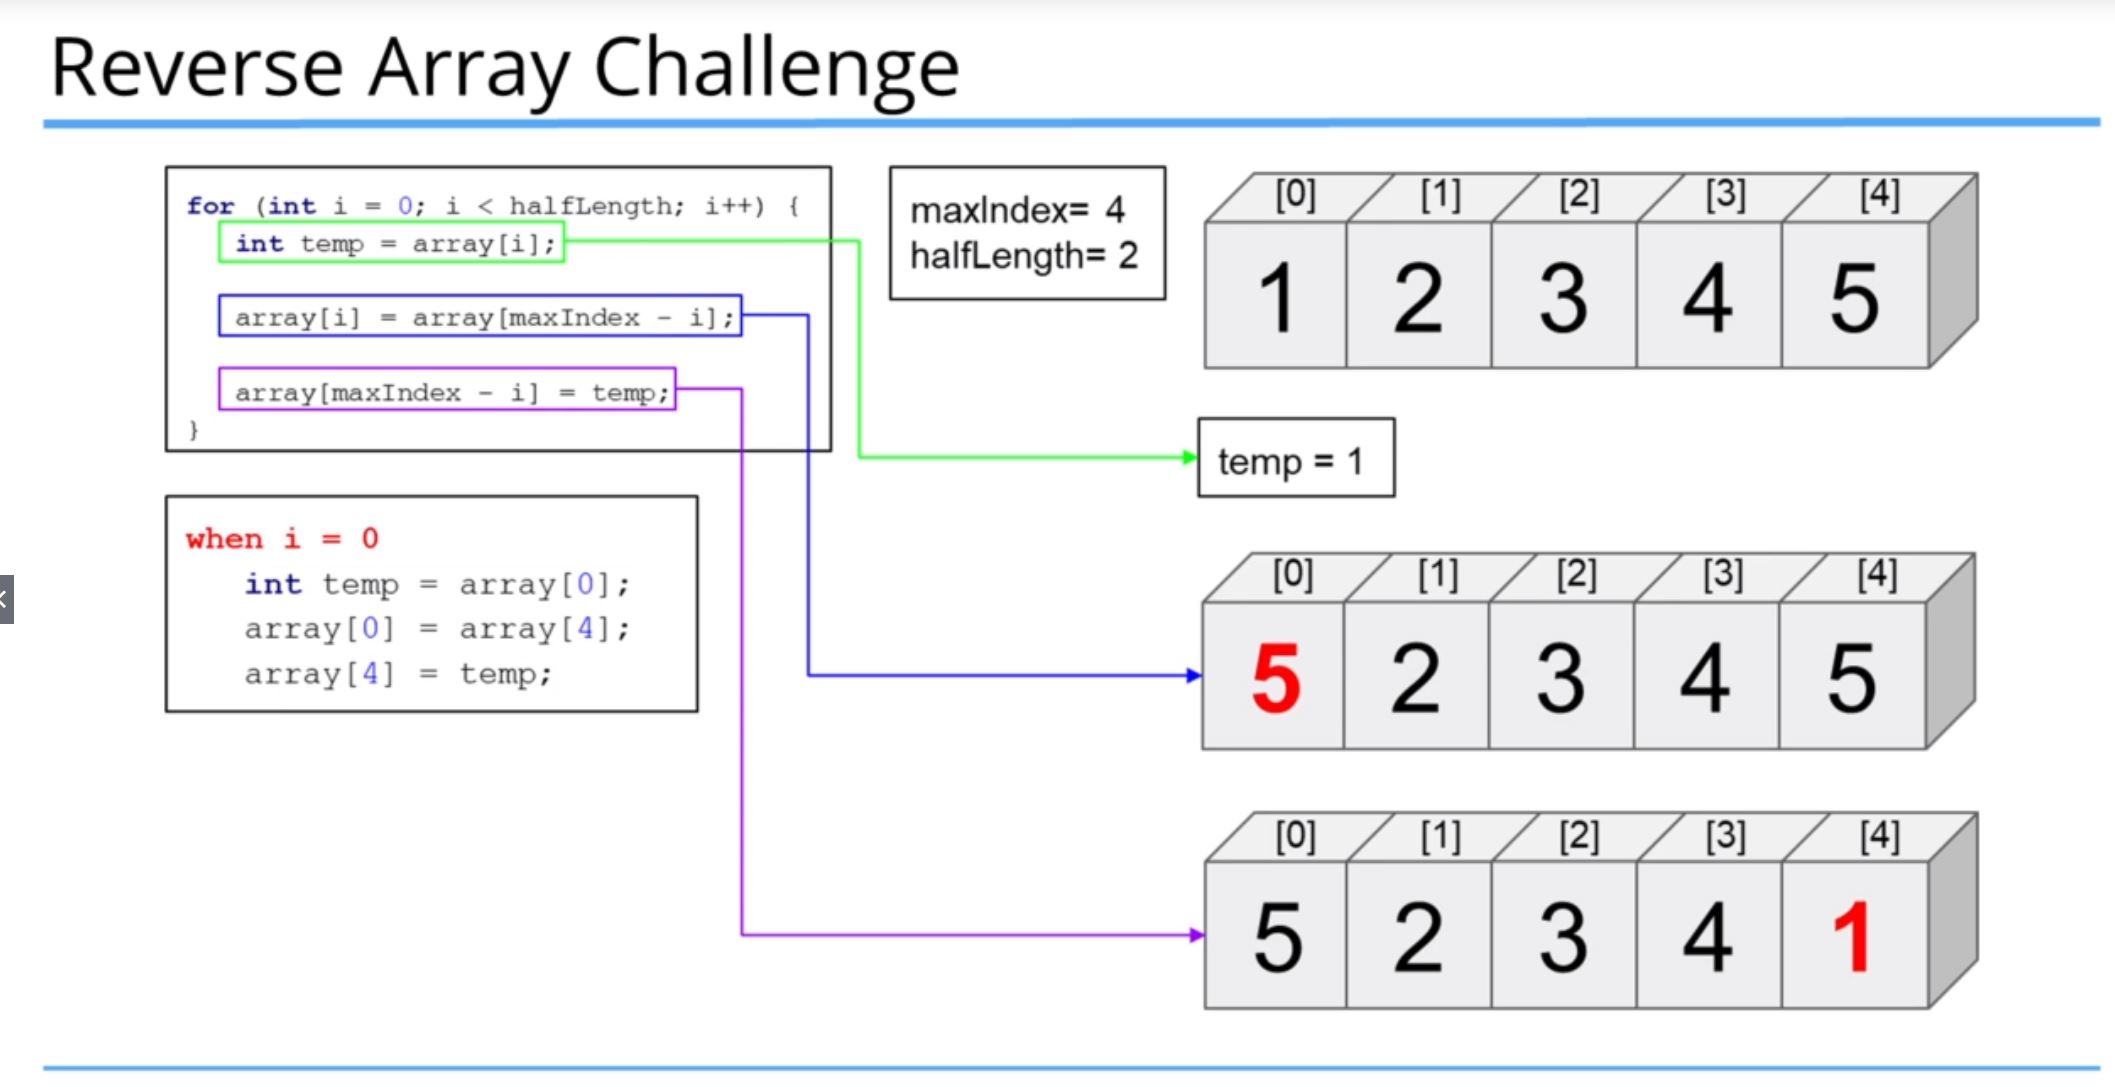 Reverse Array Challenge
for (int i = 0; i < halfLength; i++) {
int temp = array[i];
array[i] = array[maxIndex - i];
array[maxIndex - i] = temp;
}
maxIndex= 4
halfLength= 2
[0] [1] [2] [3] [4]
1 2 3 4 5
temp = 1
when i = 0
int temp = array[0];
array[0] = array[4];
array[4] = temp;
[0] [1] [2] [3] [4]
5 2 3 4 5
[0] [1] [2] [3] [4]
5 2 3 4 1